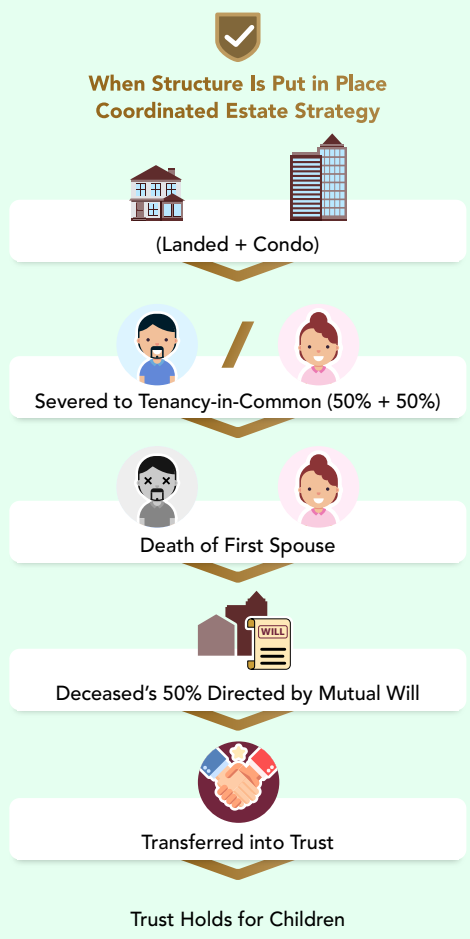 When Structure Is Put in Place
Coordinated Estate Strategy
(Landed + Condo)
Severed to Tenancy-in-Common (50% + 50%)
Death of First Spouse
WILL
Deceased’s 50% Directed by Mutual Will
Transferred into Trust
Trust Holds for Children